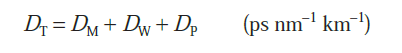 D_T = D_M + D_W + D_P (ps nm⁻¹ km⁻¹)